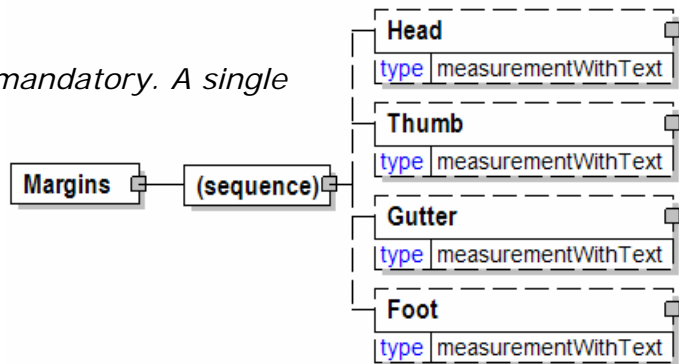 mandatory. A single
Margins
(sequence)
Head
type measurementWithText
Thumb
type measurementWithText
Gutter
type measurementWithText
Foot
type measurementWithText